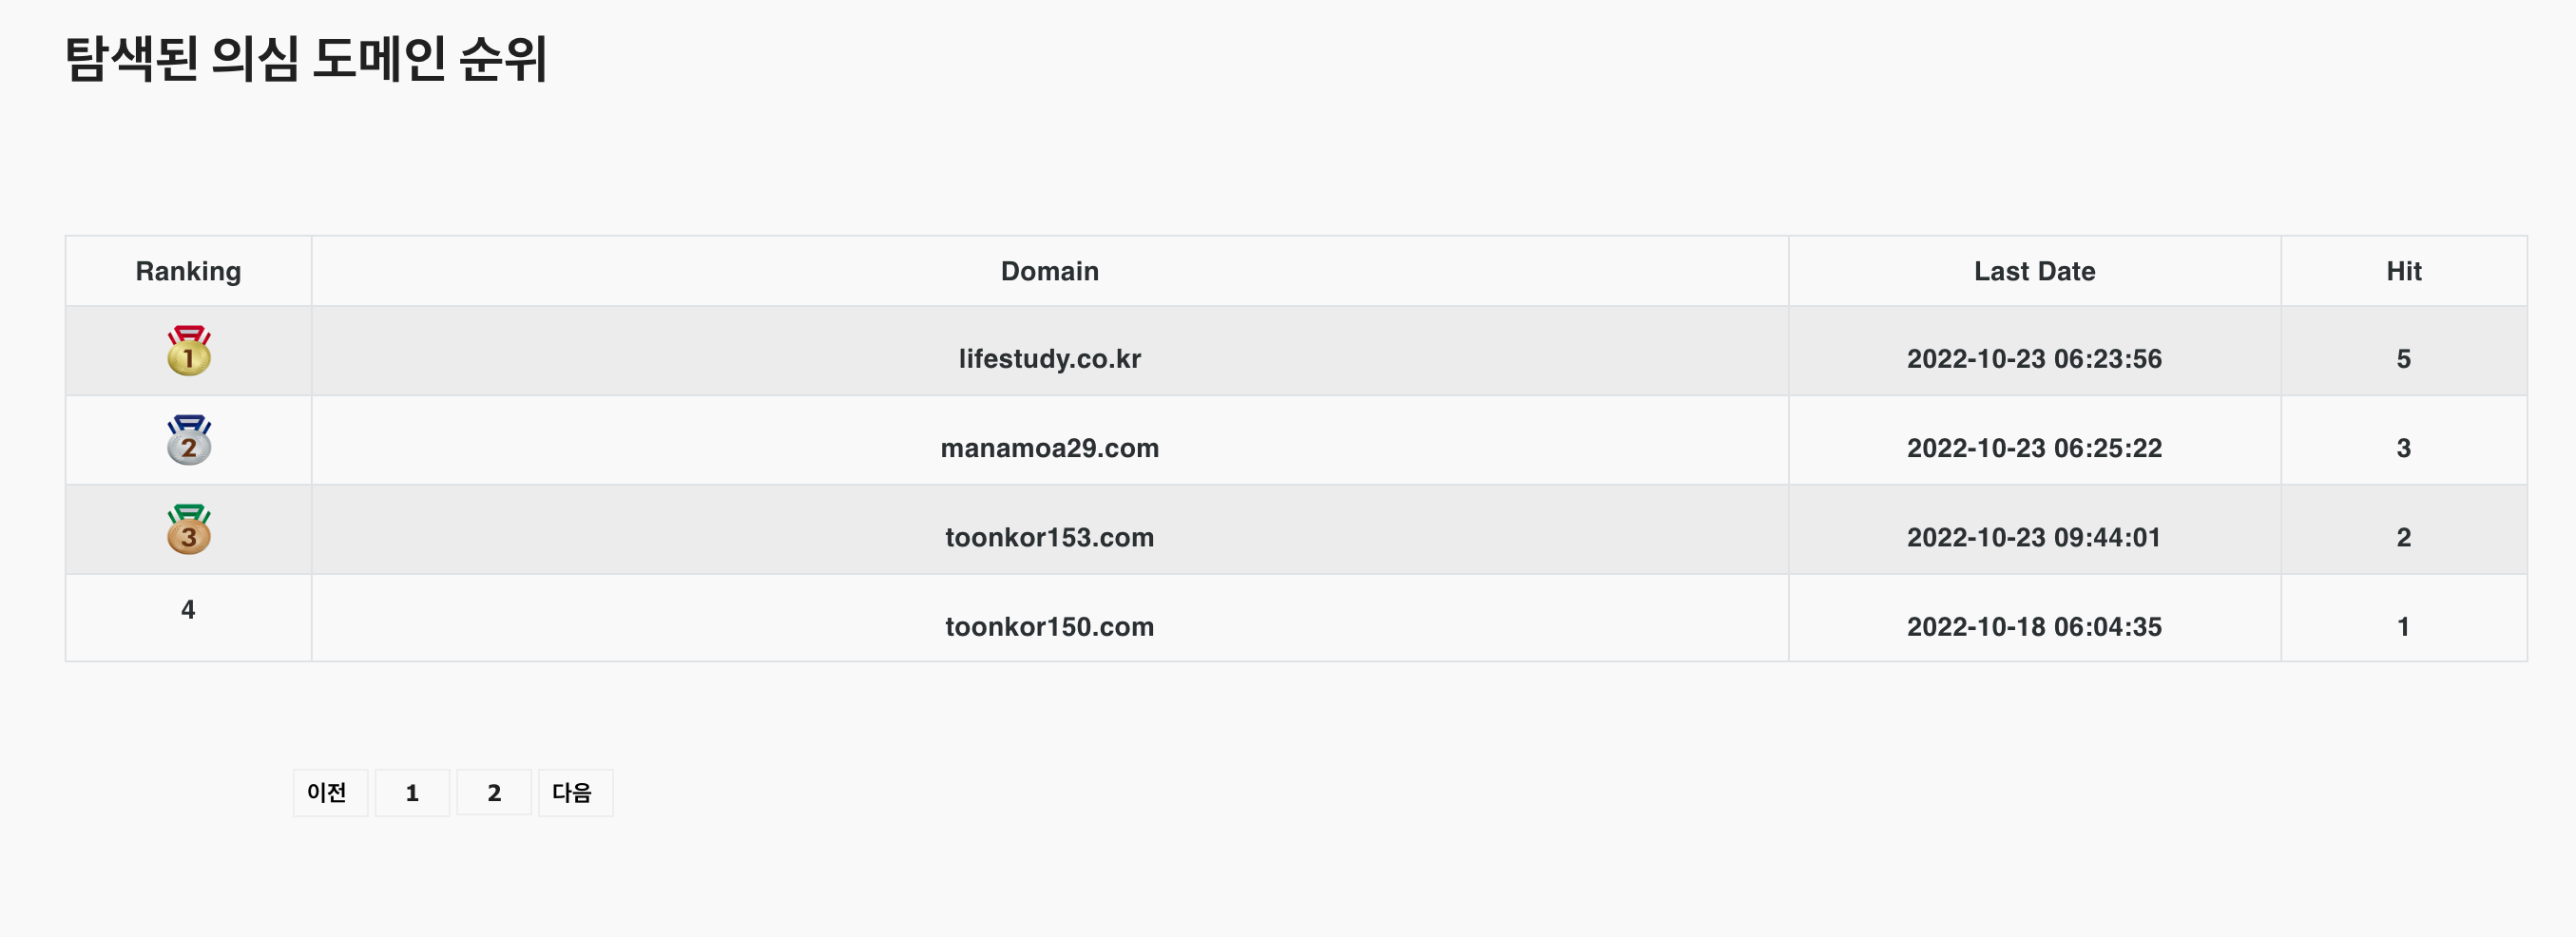 탐색된 의심 도메인 순위
Ranking Domain Last Date Hit
1 lifestudy.co.kr 2022-10-23 06:23:56 5
2 manamoa29.com 2022-10-23 06:25:22 3
3 toonkor153.com 2022-10-23 09:44:01 2
4 toonkor150.com 2022-10-18 06:04:35 1
이전 1 2 다음